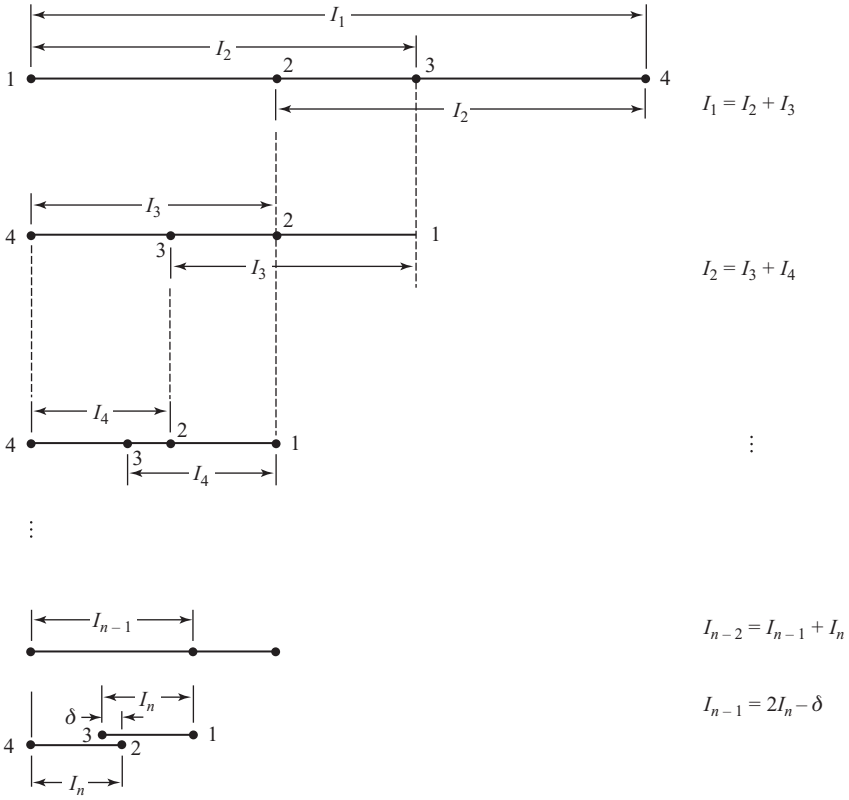 I₁
I₂
1 2 3 4
I₂
I₁ = I₂ + I₃
I₃
4 3 2 1
I₃
I₂ = I₃ + I₄
I₄
4 3 2 1
I₄
⋮
⋮
Iₙ₋₁
Iₙ₋₂ = Iₙ₋₁ + Iₙ
Iₙ
Iₙ₋₁ = 2Iₙ – δ
δ
3 1
4 2
Iₙ